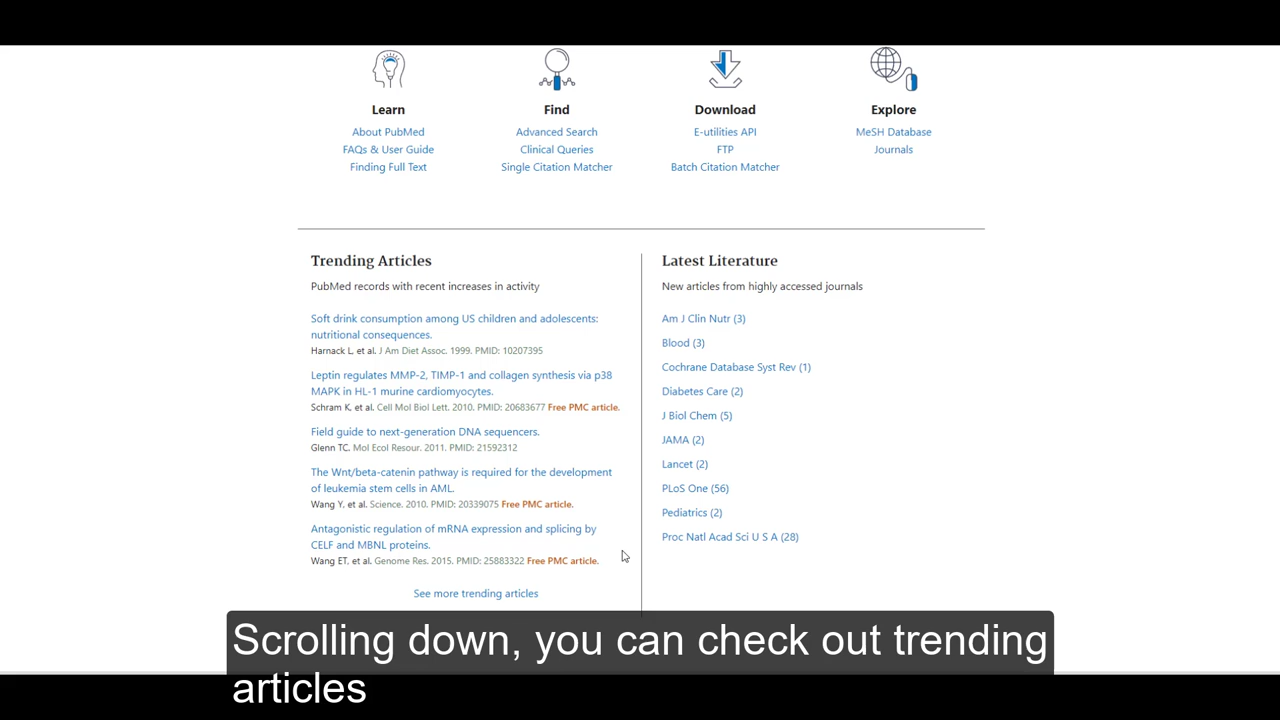 Learn
Find
Download
Explore
About PubMed
Advanced Search
E-utilities API
MeSH Database
FAQs & User Guide
Clinical Queries
FTP
Journals
Finding Full Text
Single Citation Matcher
Batch Citation Matcher
Trending Articles
PubMed records with recent increases in activity
Soft drink consumption among US children and adolescents:
nutritional consequences.
Harnack L, et al. J Am Diet Assoc. 1999. PMID: 10207395
Leptin regulates MMP-2, TIMP-1 and collagen synthesis via p38
MAPK in HL-1 murine cardiomyocytes.
Schram K, et al. Cell Mol Biol Lett. 2010. PMID: 20683677 Free PMC article.
Field guide to next-generation DNA sequencers.
Glenn TC. Mol Ecol Resour. 2011. PMID: 21592312
The Wnt/beta-catenin pathway is required for the development
of leukemia stem cells in AML.
Wang Y, et al. Science. 2010. PMID: 20339075 Free PMC article.
Antagonistic regulation of mRNA expression and splicing by
CELF and MBNL proteins.
Wang ET, et al. Genome Res. 2015. PMID: 25883322 Free PMC article.
See more trending articles
Latest Literature
New articles from highly accessed journals
Am J Clin Nutr (3)
Blood (3)
Cochrane Database Syst Rev (1)
Diabetes Care (2)
J Biol Chem (5)
JAMA (2)
Lancet (2)
PLoS One (56)
Pediatrics (2)
Proc Natl Acad Sci U S A (28)
Scrolling down, you can check out trending
articles